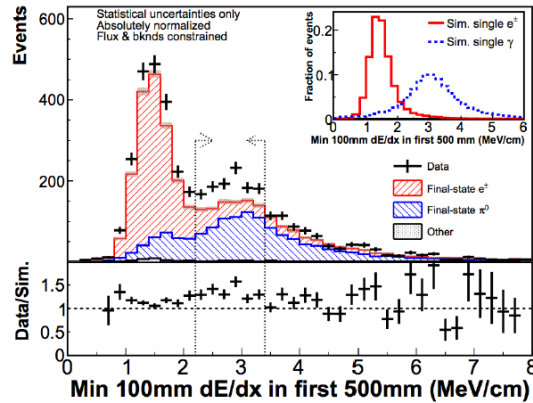 Statistical uncertainties only
Absolutely normalized
Flux & bknds constrained
Events
600
400
200
Fraction of events
0.2
0.1
0
0 1 2 3 4 5 6
Min 100mm dE/dx in first 500 mm (MeV/cm)
Sim. single e±
Sim. single γ
Data
Final-state e±
Final-state π⁰
Other
Data/Sim.
1.5
1
0.5
0 1 2 3 4 5 6 7 8
Min 100mm dE/dx in first 500mm (MeV/cm)